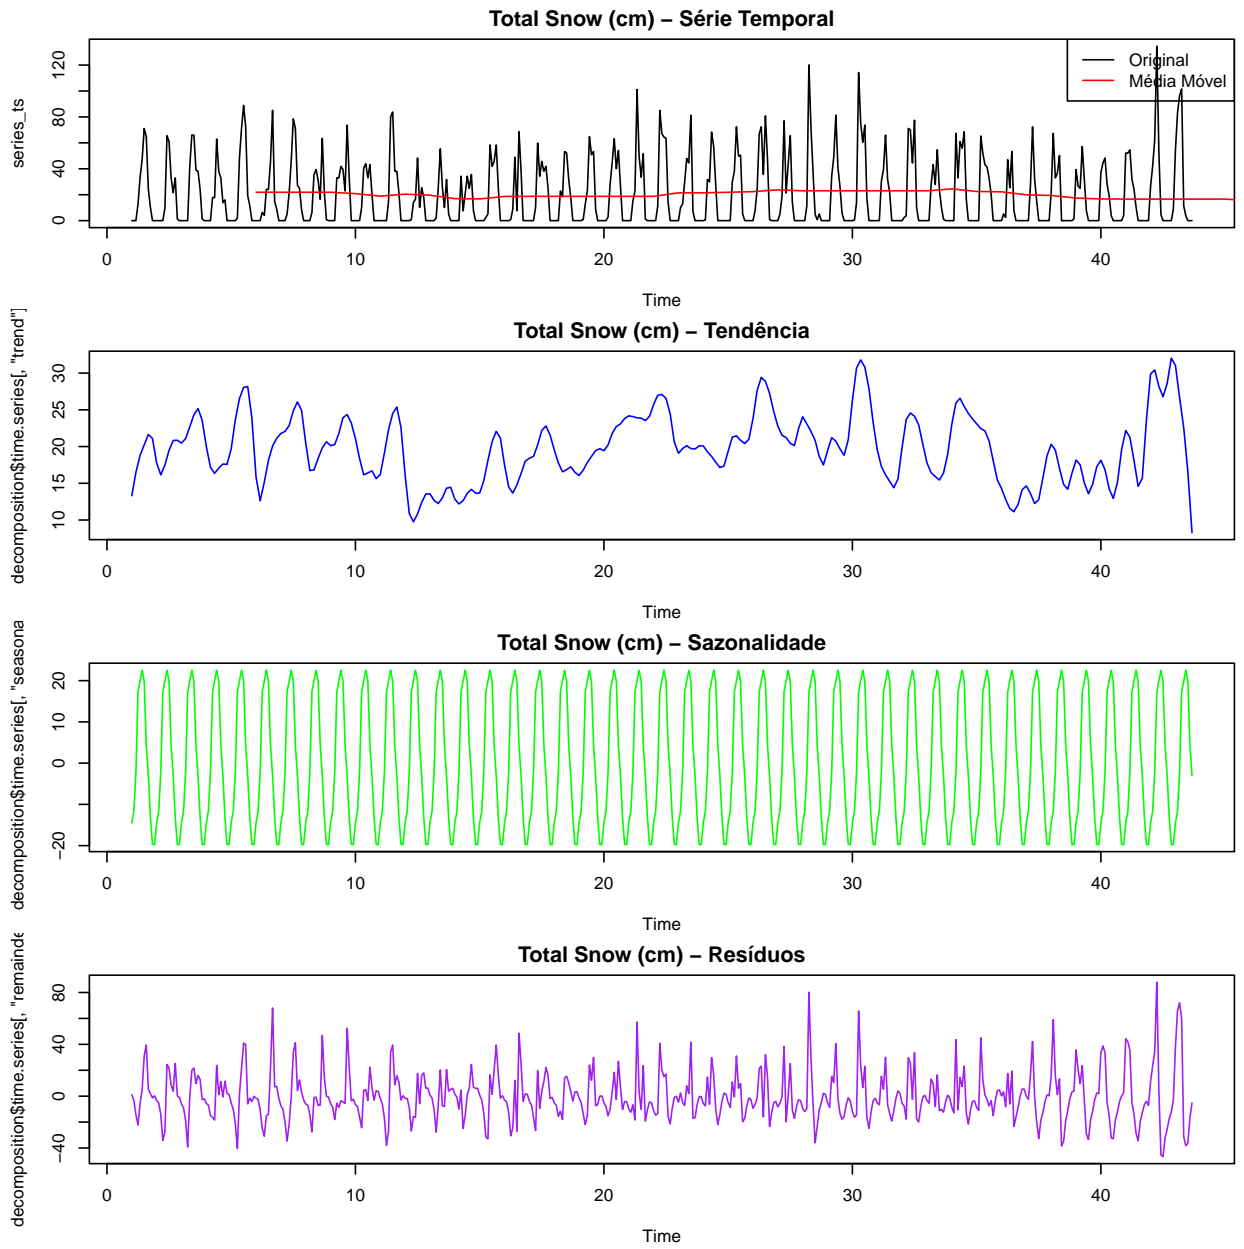 Total Snow (cm) – Série Temporal
series_ts
120
80
40
0
Original
Média Móvel
0 10 20 30 40
Time
Total Snow (cm) – Tendência
decomposition$time.series[, "trend"]
30
25
20
15
10
0 10 20 30 40
Time
Total Snow (cm) – Sazonalidade
decomposition$time.series[, "seasona
20
10
0
−20
0 10 20 30 40
Time
Total Snow (cm) – Resíduos
decomposition$time.series[, "remainde
80
40
0
−40
0 10 20 30 40
Time